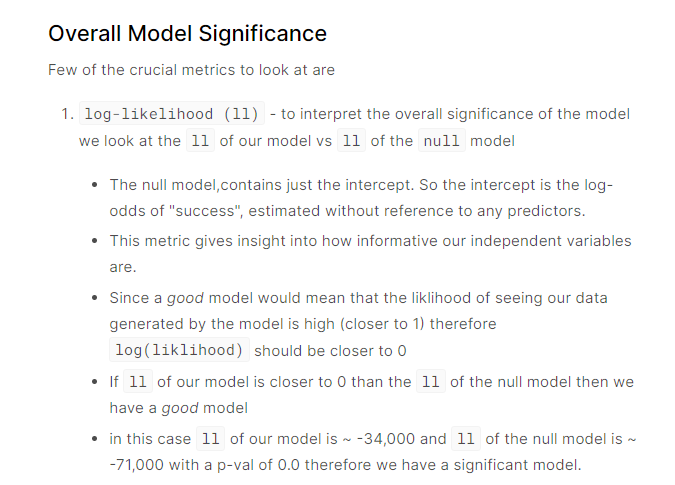 Overall Model Significance
Few of the crucial metrics to look at are
1. log-likelihood (ll) - to interpret the overall significance of the model
we look at the ll of our model vs ll of the null model
• The null model,contains just the intercept. So the intercept is the log-
odds of "success", estimated without reference to any predictors.
• This metric gives insight into how informative our independent variables
are.
• Since a good model would mean that the liklihood of seeing our data
generated by the model is high (closer to 1) therefore
log(liklihood) should be closer to 0
• If ll of our model is closer to 0 than the ll of the null model then we
have a good model
• in this case ll of our model is ~ -34,000 and ll of the null model is ~
-71,000 with a p-val of 0.0 therefore we have a significant model.